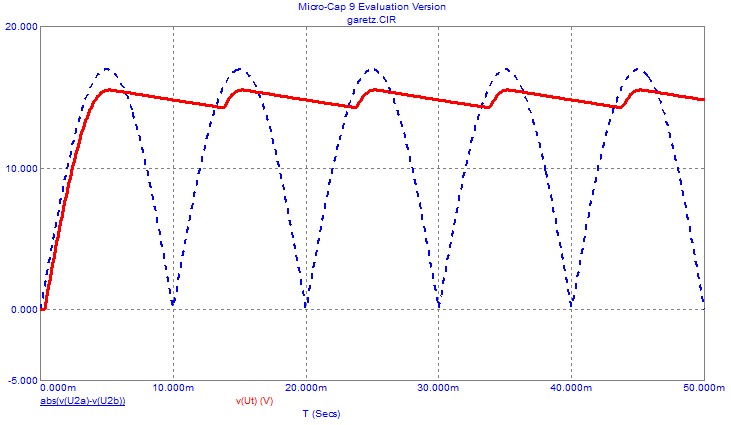 Micro-Cap 9 Evaluation Version
garetz.CIR
20.000
10.000
0.000
-5.000
0.000m 10.000m 20.000m 30.000m 40.000m 50.000m
abs(v(U2a)-v(U2b)) v(Ut) (V)
T (Secs)